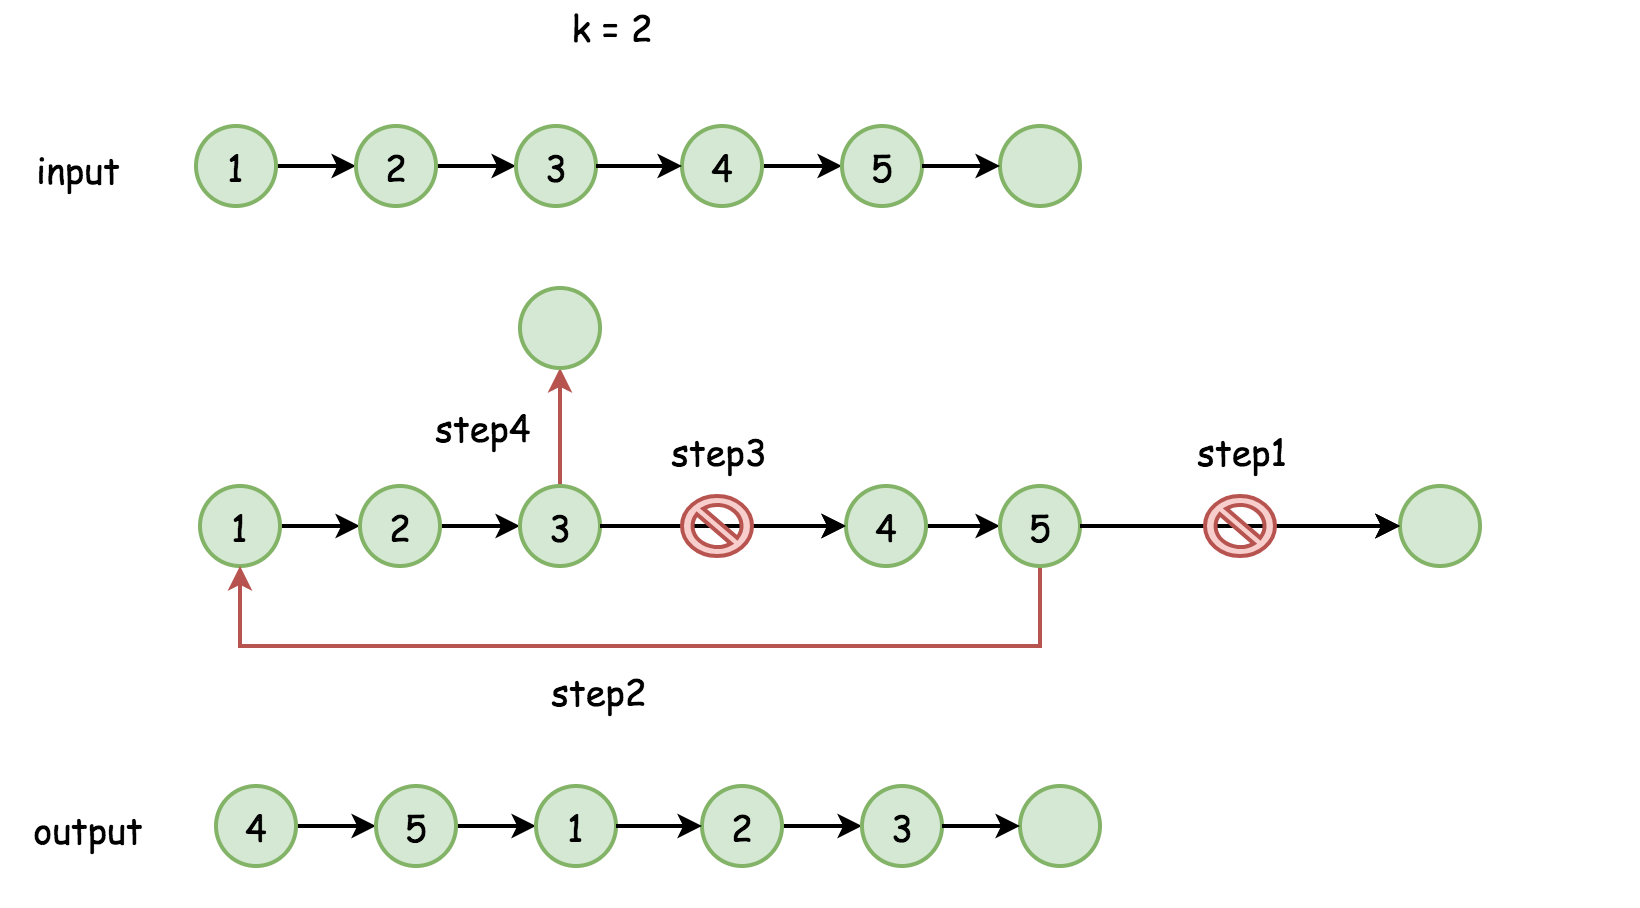 k = 2
input 1 2 3 4 5
step4
step3 step1
1 2 3 4 5
step2
output 4 5 1 2 3